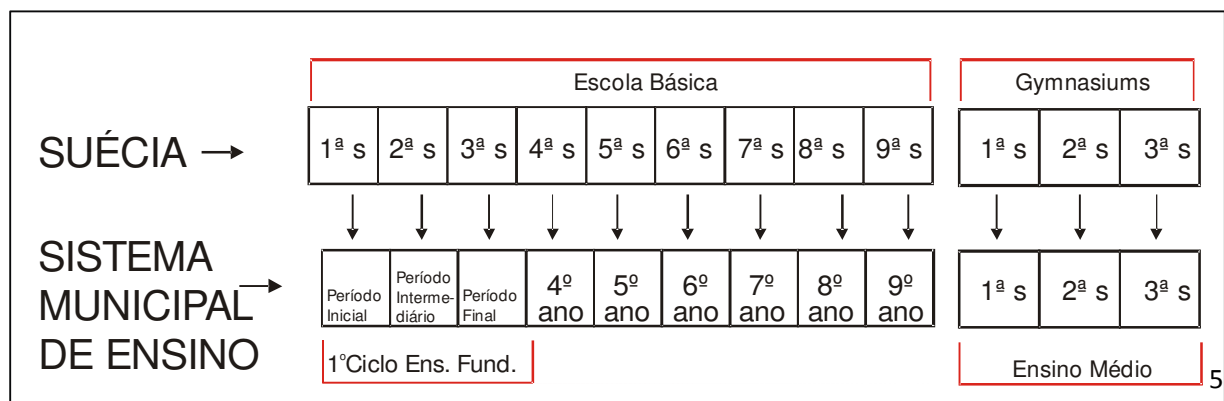 Escola Básica
Gymnasiums
SUÉCIA
1ª s 2ª s 3ª s 4ª s 5ª s 6ª s 7ª s 8ª s 9ª s 1ª s 2ª s 3ª s
SISTEMA
MUNICIPAL
DE ENSINO
Período
Inicial
Período
Interme-
diário
Período
Final
4º
ano
5º
ano
6º
ano
7º
ano
8º
ano
9º
ano
1ª s 2ª s 3ª s
1ºCiclo Ens. Fund.
Ensino Médio
5